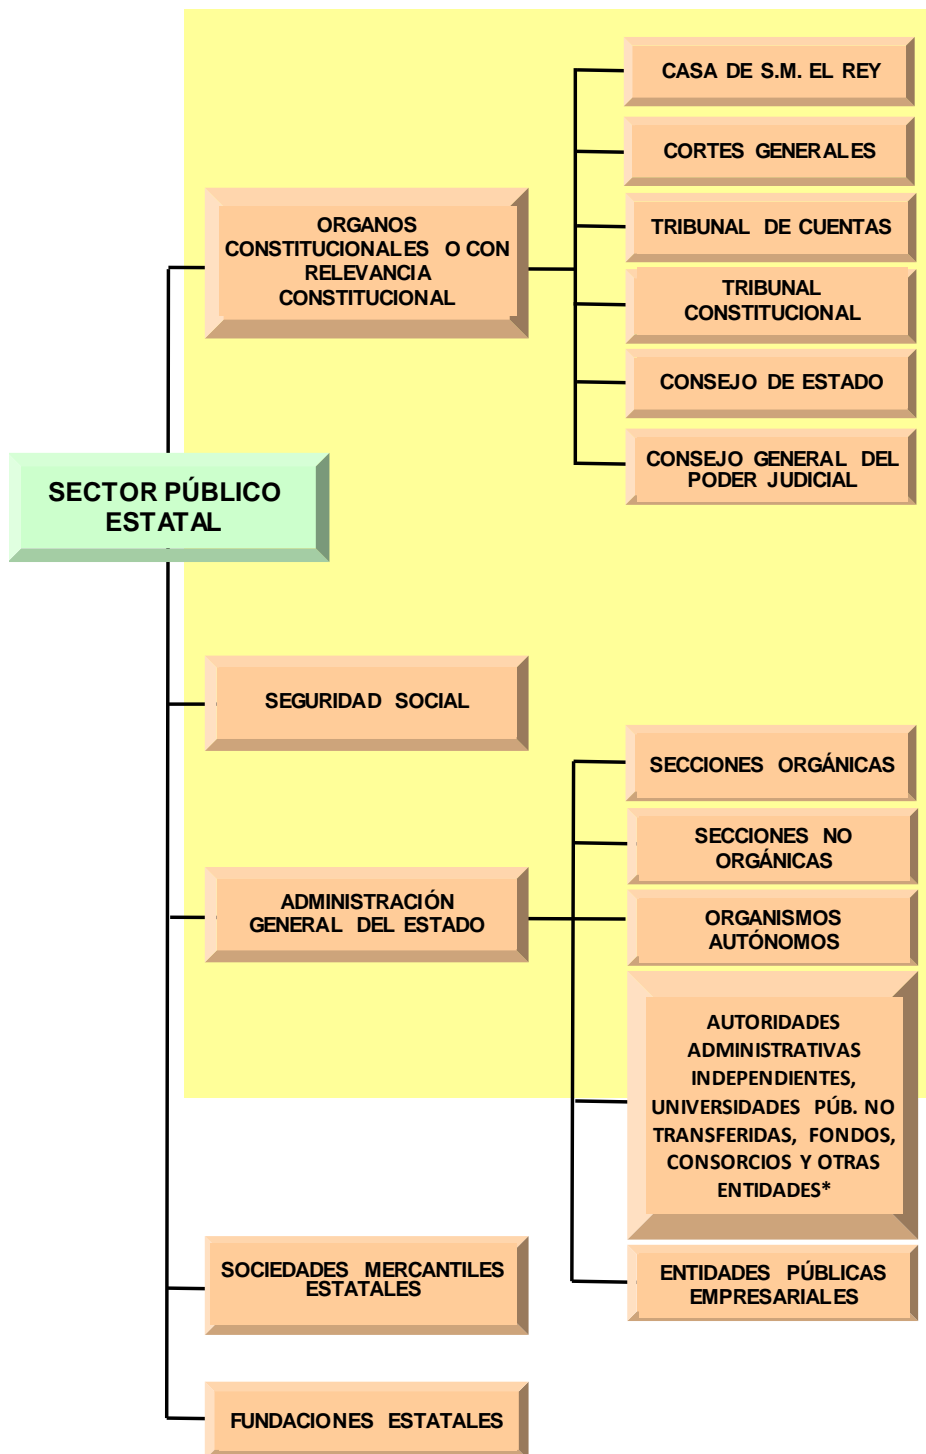 SECTOR PÚBLICO
ESTATAL
ORGANOS
CONSTITUCIONALES O CON
RELEVANCIA
CONSTITUCIONAL
CASA DE S.M. EL REY
CORTES GENERALES
TRIBUNAL DE CUENTAS
TRIBUNAL
CONSTITUCIONAL
CONSEJO DE ESTADO
CONSEJO GENERAL DEL
PODER JUDICIAL
SEGURIDAD SOCIAL
ADMINISTRACIÓN
GENERAL DEL ESTADO
SECCIONES ORGÁNICAS
SECCIONES NO
ORGÁNICAS
ORGANISMOS
AUTÓNOMOS
AUTORIDADES
ADMINISTRATIVAS
INDEPENDIENTES,
UNIVERSIDADES PÚB. NO
TRANSFERIDAS, FONDOS,
CONSORCIOS Y OTRAS
ENTIDADES*
ENTIDADES PÚBLICAS
EMPRESARIALES
SOCIEDADES MERCANTILES
ESTATALES
FUNDACIONES ESTATALES